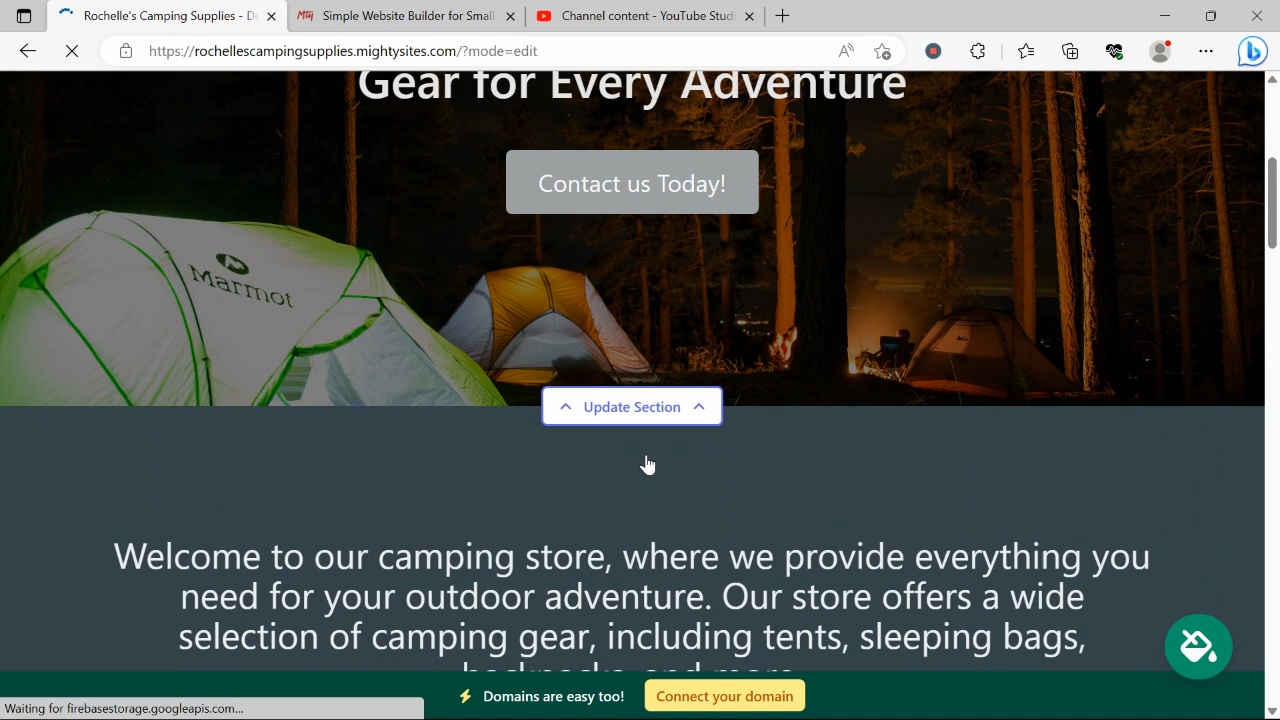 Rochelle's Camping Supplies - D
Simple Website Builder for Small
Channel content - YouTube Studi
https://rochellescampingsupplies.mightysites.com/?mode=edit
Gear for Every Adventure
Contact us Today!
Marmot
Update Section
Welcome to our camping store, where we provide everything you
need for your outdoor adventure. Our store offers a wide
selection of camping gear, including tents, sleeping bags,
backpacks, and more.
Domains are easy too!
Connect your domain
Waiting for firebasestorage.googleapis.com...